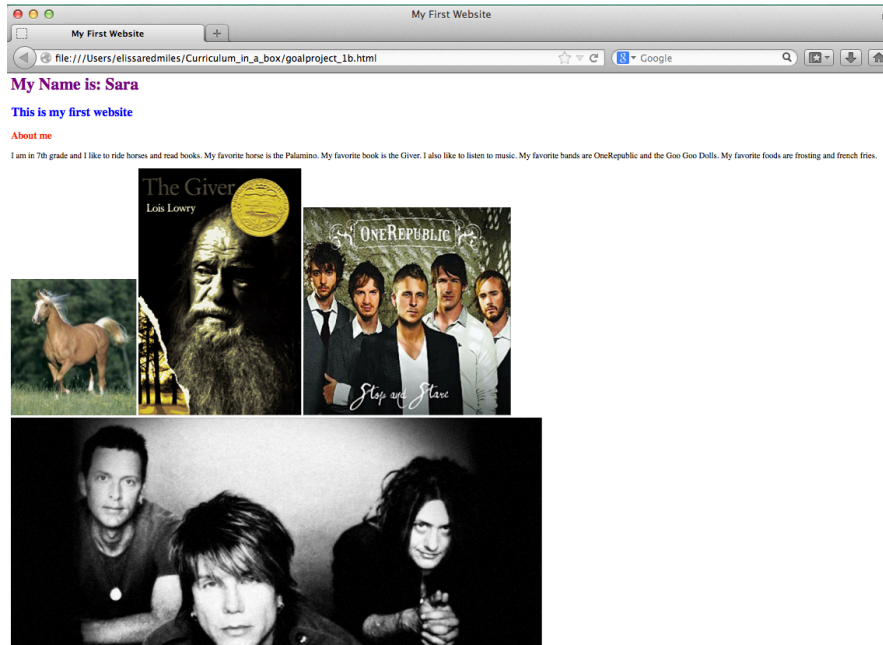 My First Website
My First Website
file:///Users/elissaredmiles/Curriculum_in_a_box/goalproject_1b.html
Google
My Name is: Sara
This is my first website
About me
I am in 7th grade and I like to ride horses and read books. My favorite horse is the Palamino. My favorite book is the Giver. I also like to listen to music. My favorite bands are OneRepublic and the Goo Goo Dolls. My favorite foods are frosting and french fries.
The Giver
Lois Lowry
OneRepublic
Stop and Stare